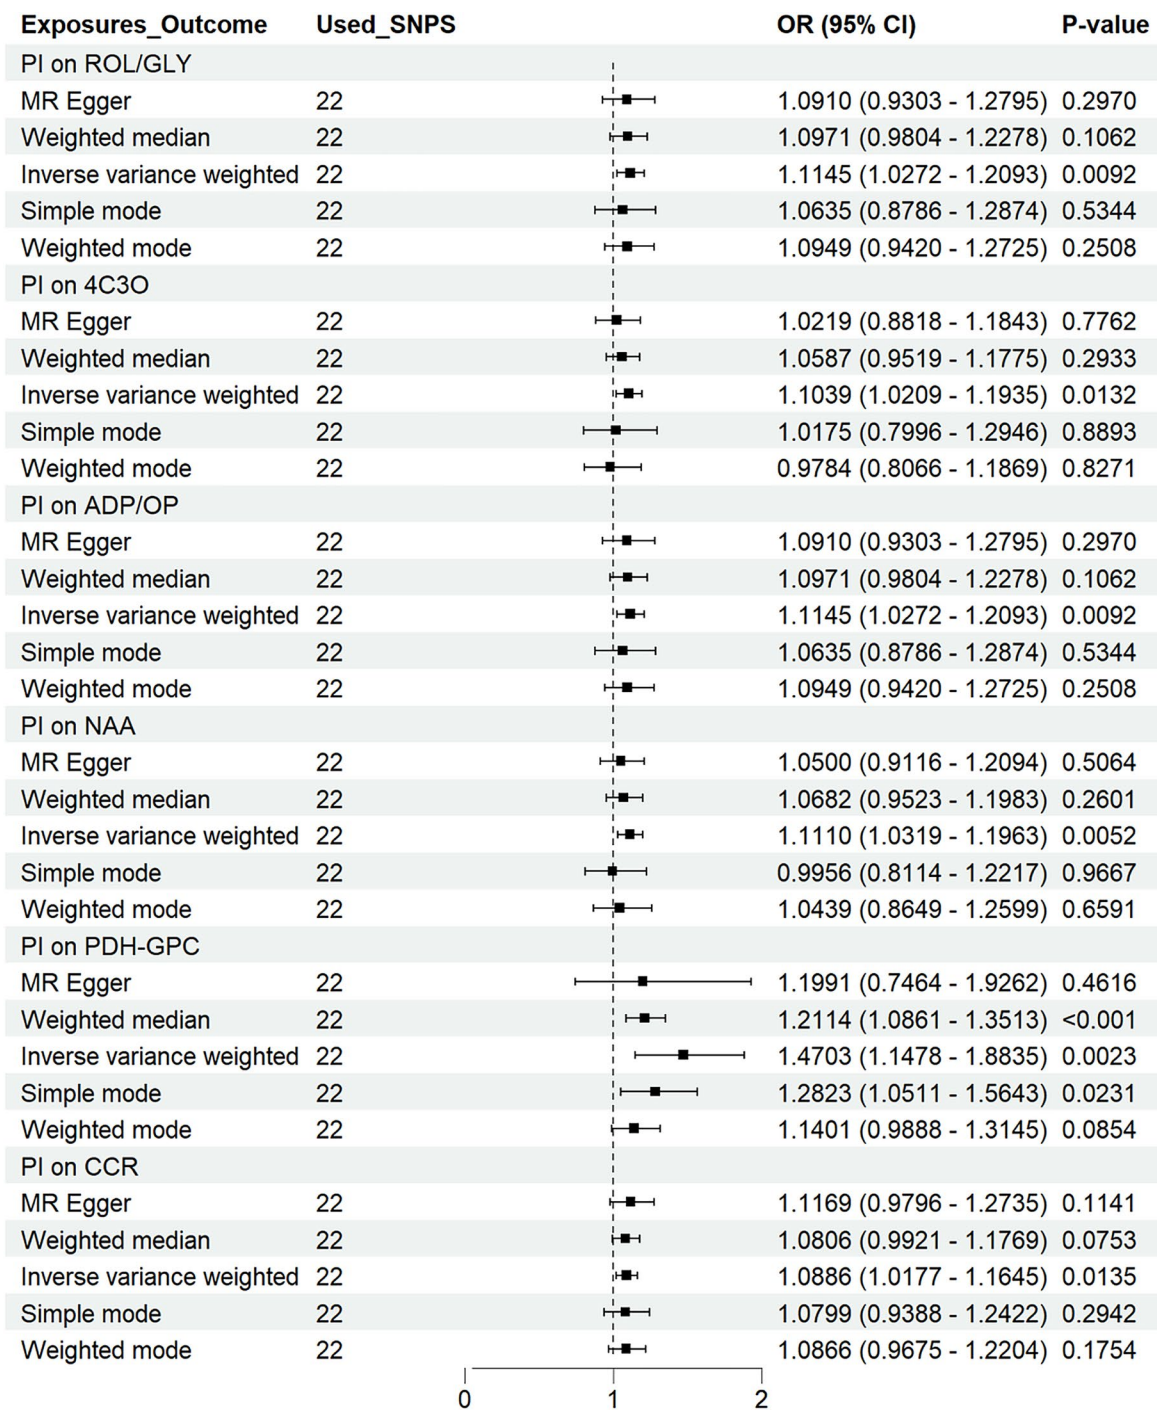 Exposures_Outcome Used_SNPS OR (95% CI) P-value
PI on ROL/GLY
MR Egger 22 1.0910 (0.9303 - 1.2795) 0.2970
Weighted median 22 1.0971 (0.9804 - 1.2278) 0.1062
Inverse variance weighted 22 1.1145 (1.0272 - 1.2093) 0.0092
Simple mode 22 1.0635 (0.8786 - 1.2874) 0.5344
Weighted mode 22 1.0949 (0.9420 - 1.2725) 0.2508
PI on 4C3O
MR Egger 22 1.0219 (0.8818 - 1.1843) 0.7762
Weighted median 22 1.0587 (0.9519 - 1.1775) 0.2933
Inverse variance weighted 22 1.1039 (1.0209 - 1.1935) 0.0132
Simple mode 22 1.0175 (0.7996 - 1.2946) 0.8893
Weighted mode 22 0.9784 (0.8066 - 1.1869) 0.8271
PI on ADP/OP
MR Egger 22 1.0910 (0.9303 - 1.2795) 0.2970
Weighted median 22 1.0971 (0.9804 - 1.2278) 0.1062
Inverse variance weighted 22 1.1145 (1.0272 - 1.2093) 0.0092
Simple mode 22 1.0635 (0.8786 - 1.2874) 0.5344
Weighted mode 22 1.0949 (0.9420 - 1.2725) 0.2508
PI on NAA
MR Egger 22 1.0500 (0.9116 - 1.2094) 0.5064
Weighted median 22 1.0682 (0.9523 - 1.1983) 0.2601
Inverse variance weighted 22 1.1110 (1.0319 - 1.1963) 0.0052
Simple mode 22 0.9956 (0.8114 - 1.2217) 0.9667
Weighted mode 22 1.0439 (0.8649 - 1.2599) 0.6591
PI on PDH-GPC
MR Egger 22 1.1991 (0.7464 - 1.9262) 0.4616
Weighted median 22 1.2114 (1.0861 - 1.3513) <0.001
Inverse variance weighted 22 1.4703 (1.1478 - 1.8835) 0.0023
Simple mode 22 1.2823 (1.0511 - 1.5643) 0.0231
Weighted mode 22 1.1401 (0.9888 - 1.3145) 0.0854
PI on CCR
MR Egger 22 1.1169 (0.9796 - 1.2735) 0.1141
Weighted median 22 1.0806 (0.9921 - 1.1769) 0.0753
Inverse variance weighted 22 1.0886 (1.0177 - 1.1645) 0.0135
Simple mode 22 1.0799 (0.9388 - 1.2422) 0.2942
Weighted mode 22 1.0866 (0.9675 - 1.2204) 0.1754
0 1 2